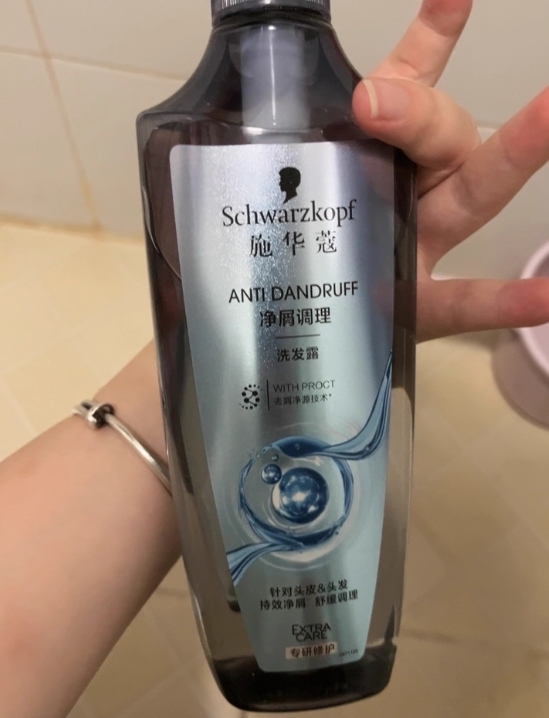 Schwarzkopf
施华蔻
ANTI DANDRUFF
净屑调理
洗发露
WITH PROCT
去屑净源技术*
针对头皮&头发
持效净屑 舒缓调理
EXTRA
CARE
专研修护